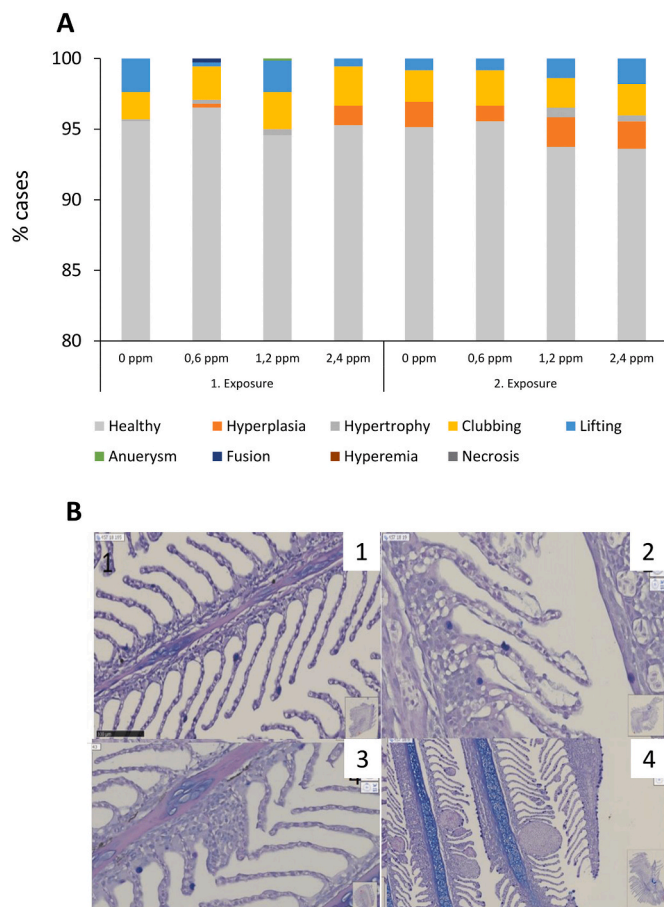 A
100
95
90
85
80
% cases
0 ppm 0,6 ppm 1,2 ppm 2,4 ppm 0 ppm 0,6 ppm 1,2 ppm 2,4 ppm
1. Exposure 2. Exposure
Healthy Hyperplasia Hypertrophy Clubbing Lifting
Anuerysm Fusion Hyperemia Necrosis
B
1
1
2
3
4